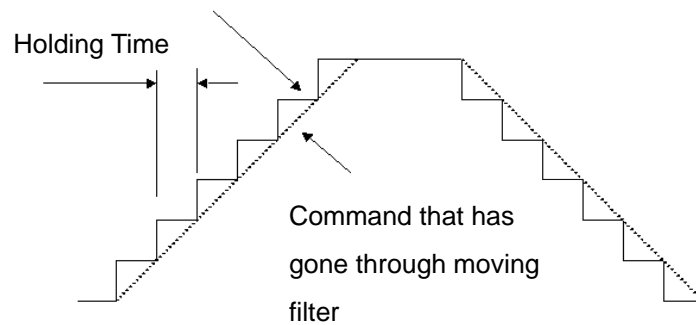 Holding Time
Command that has
gone through moving
filter